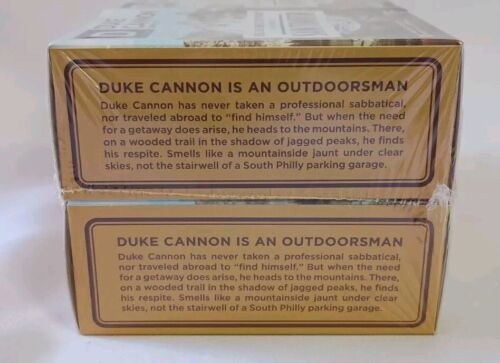 DUKE CANNON IS AN OUTDOORSMAN
Duke Cannon has never taken a professional sabbatical,
nor traveled abroad to “find himself.” But when the need
for a getaway does arise, he heads to the mountains. There,
on a wooded trail in the shadow of jagged peaks, he finds
his respite. Smells like a mountainside jaunt under clear
skies, not the stairwell of a South Philly parking garage.
DUKE CANNON IS AN OUTDOORSMAN
Duke Cannon has never taken a professional sabbatical,
nor traveled abroad to “find himself.” But when the need
for a getaway does arise, he heads to the mountains. There,
on a wooded trail in the shadow of jagged peaks, he finds
his respite. Smells like a mountainside jaunt under clear
skies, not the stairwell of a South Philly parking garage.